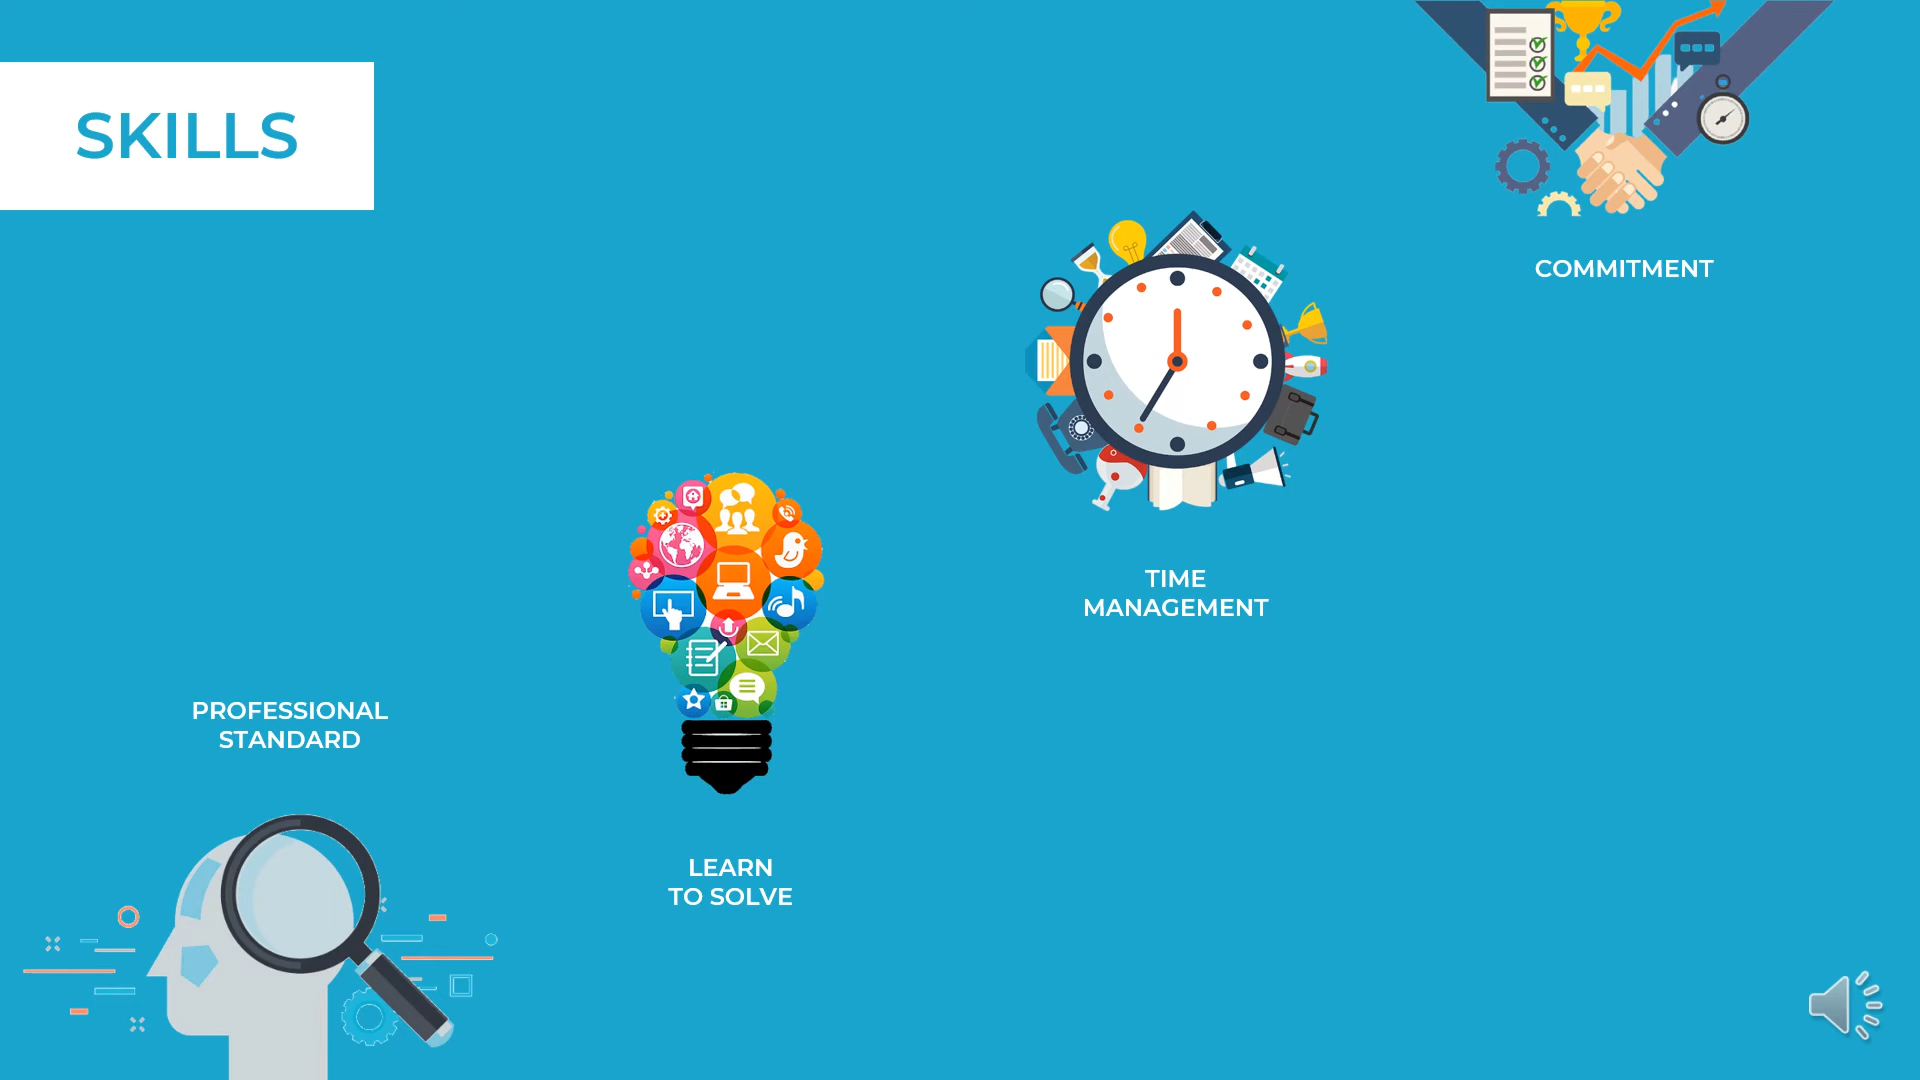 SKILLS
COMMITMENT
TIME
MANAGEMENT
PROFESSIONAL
STANDARD
LEARN
TO SOLVE